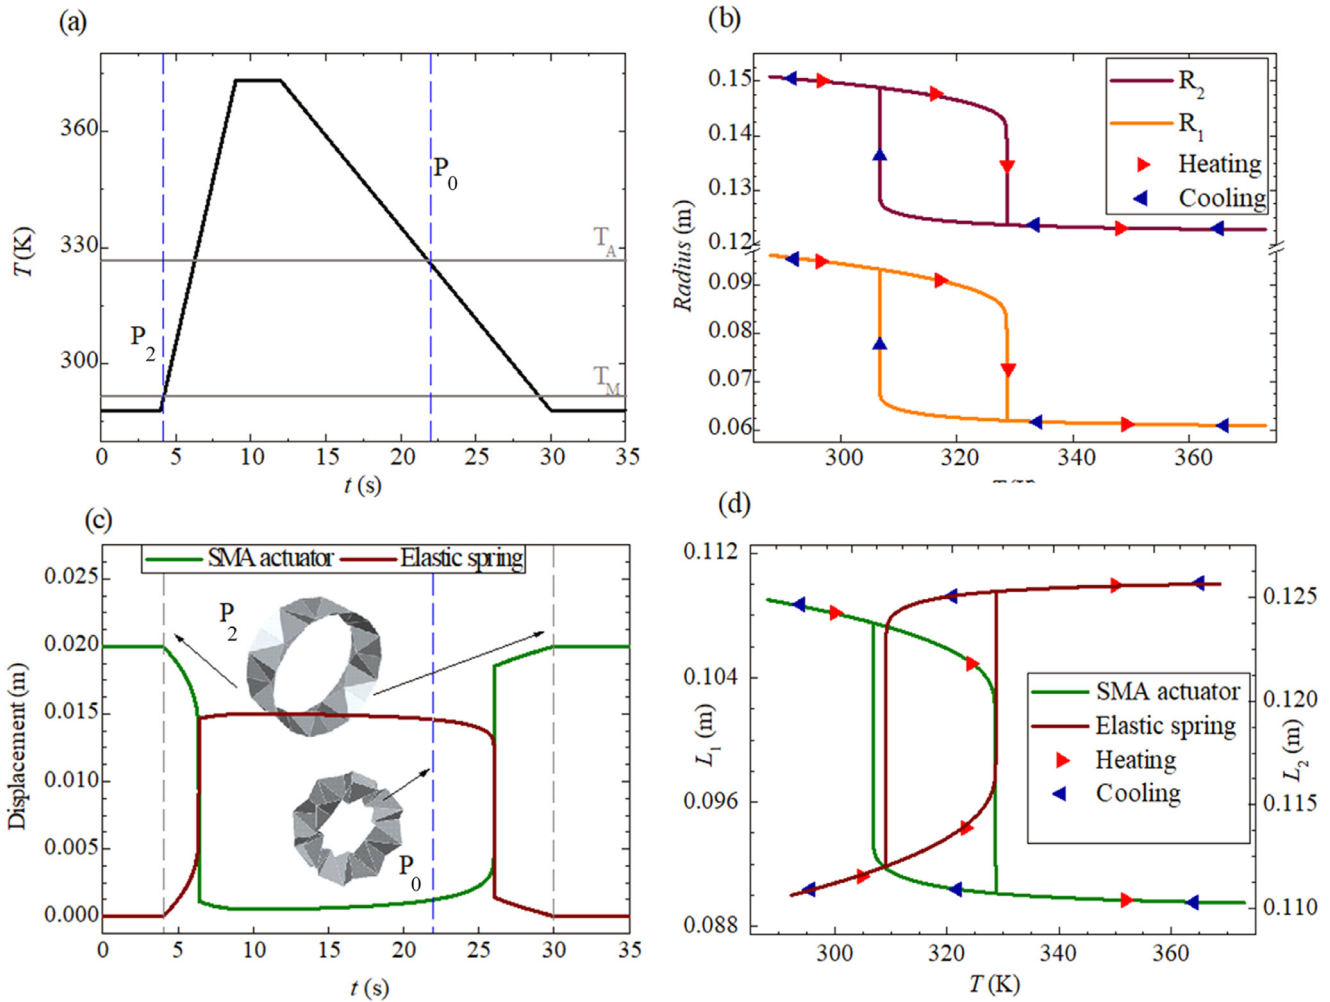 (a)
T(K)
360
330
300
P2
P0
TA
TM
0 5 10 15 20 25 30 35
t (s)
(b)
Radius (m)
0.15
0.14
0.13
0.12
0.09
0.08
0.07
0.06
R2
R1
Heating
Cooling
300 320 340 360
(c)
SMA actuator Elastic spring
Displacement (m)
0.025
0.020
0.015
0.010
0.005
0.000
P2
P0
0 5 10 15 20 25 30 35
t (s)
(d)
L1 (m)
0.112
0.104
0.096
0.088
SMA actuator
Elastic spring
Heating
Cooling
0.125
0.120
0.115
0.110
L2 (m)
300 320 340 360
T (K)